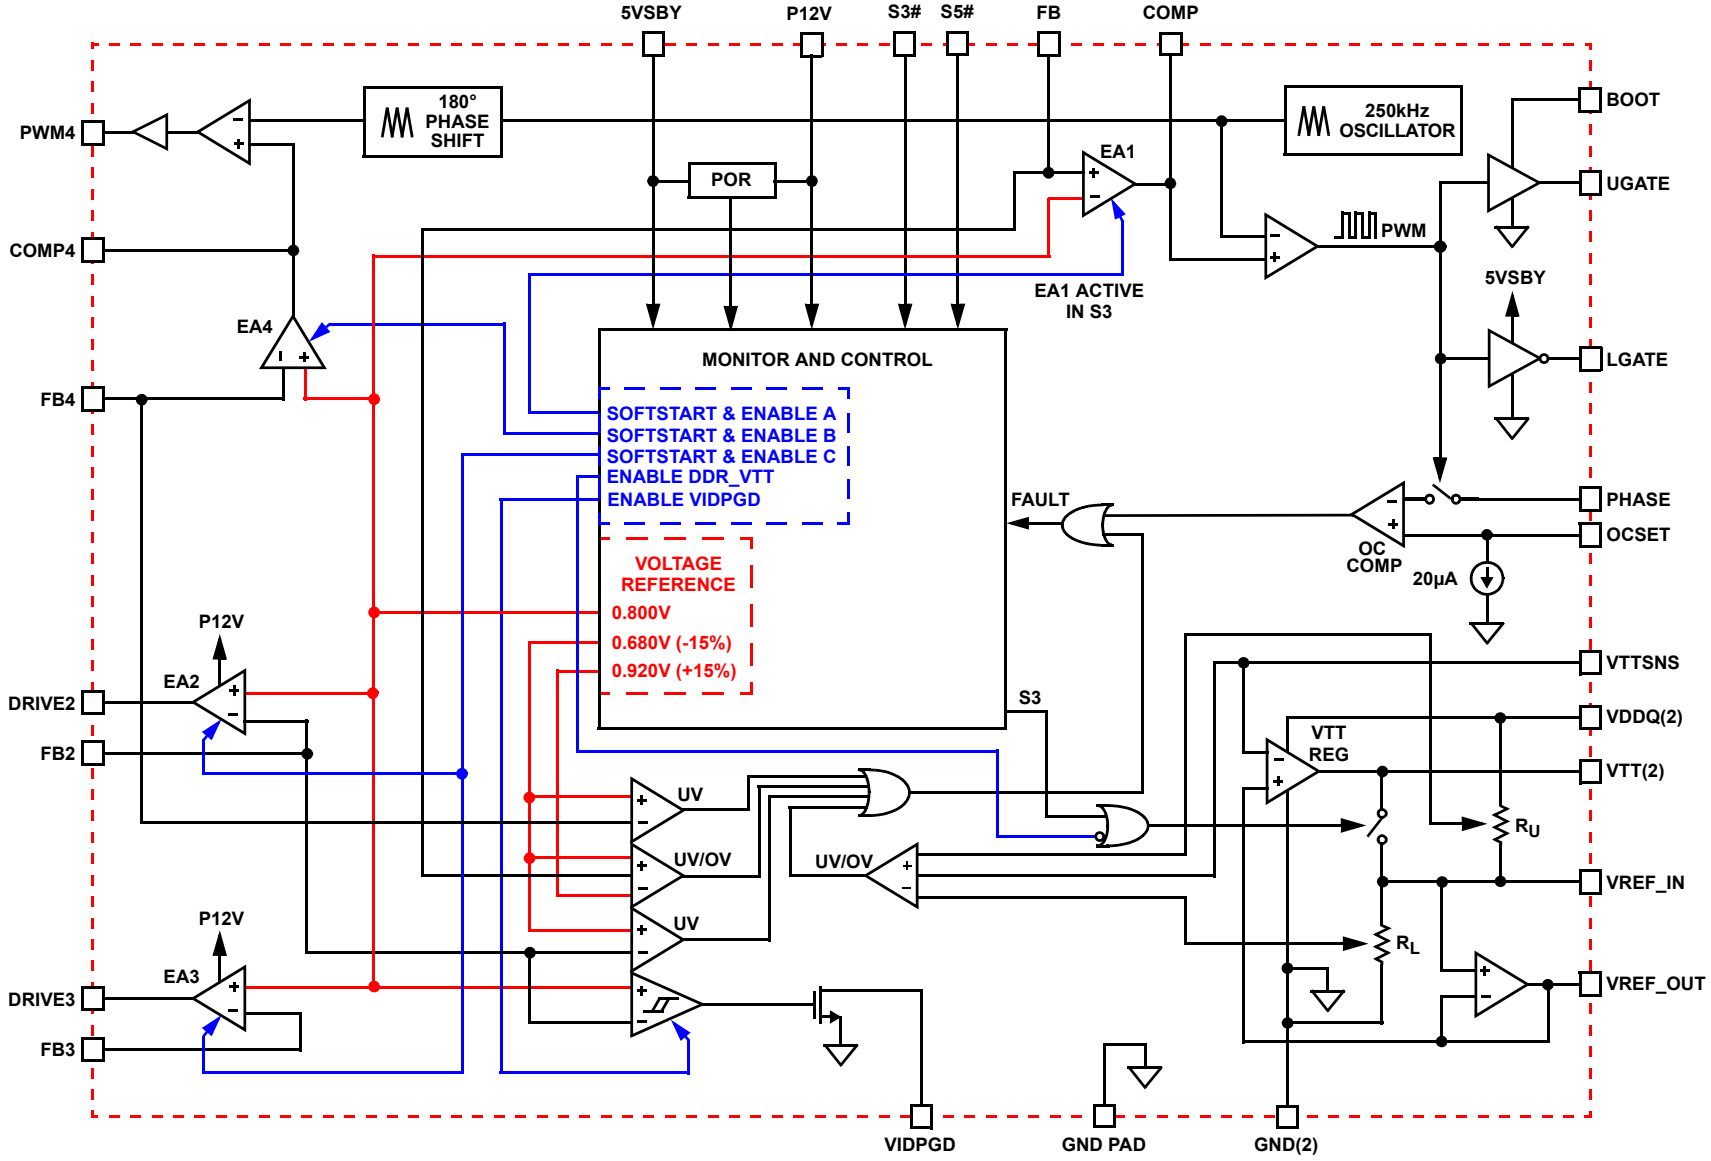 5VSBY
P12V
S3#
S5#
FB
COMP
180°
PHASE
SHIFT
250kHz
OSCILLATOR
BOOT
PWM4
EA1
POR
UGATE
PWM
COMP4
5VSBY
EA1 ACTIVE
IN S3
EA4
MONITOR AND CONTROL
LGATE
FB4
SOFTSTART & ENABLE A
SOFTSTART & ENABLE B
SOFTSTART & ENABLE C
ENABLE DDR_VTT
ENABLE VIDPGD
FAULT
PHASE
OCSET
OC
COMP
20µA
VOLTAGE
REFERENCE
0.800V
0.680V (-15%)
0.920V (+15%)
P12V
EA2
DRIVE2
FB2
S3
VTTSNS
VDDQ(2)
VTT
REG
VTT(2)
UV
UV/OV
UV/OV
RU
VREF_IN
P12V
UV
EA3
RL
DRIVE3
VREF_OUT
FB3
VIDPGD
GND PAD
GND(2)